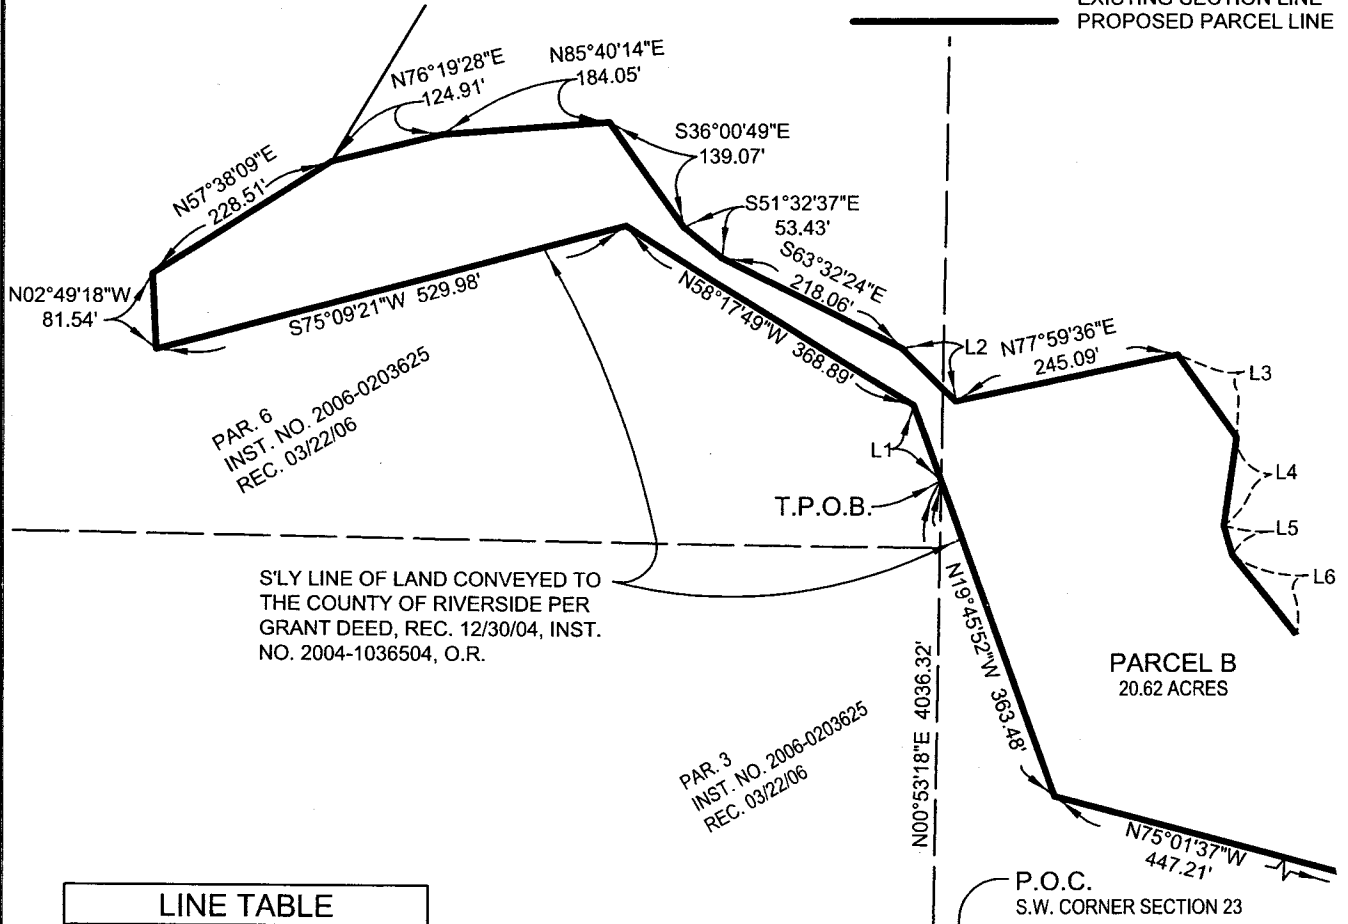 EXISTING SECTION LINE
PROPOSED PARCEL LINE
N76°19'28"E
124.91'
N85°40'14"E
184.05'
S36°00'49"E
139.07'
N57°38'09"E
228.51'
S51°32'37"E
53.43'
S63°32'24"E
218.06'
N02°49'18"W
81.54'
S75°09'21"W 529.98'
N58°17'49"W 368.89'
L2
N77°59'36"E
245.09'
L3
L1
L4
L5
L6
PAR. 6
INST. NO. 2006-0203625
REC. 03/22/06
T.P.O.B.
S'LY LINE OF LAND CONVEYED TO
THE COUNTY OF RIVERSIDE PER
GRANT DEED, REC. 12/30/04, INST.
NO. 2004-1036504, O.R.
N19°45'52"W 363.48'
PARCEL B
20.62 ACRES
N00°53'18"E 4036.32'
PAR. 3
INST. NO. 2006-0203625
REC. 03/22/06
N75°01'37"W
447.21'
P.O.C.
S.W. CORNER SECTION 23
LINE TABLE